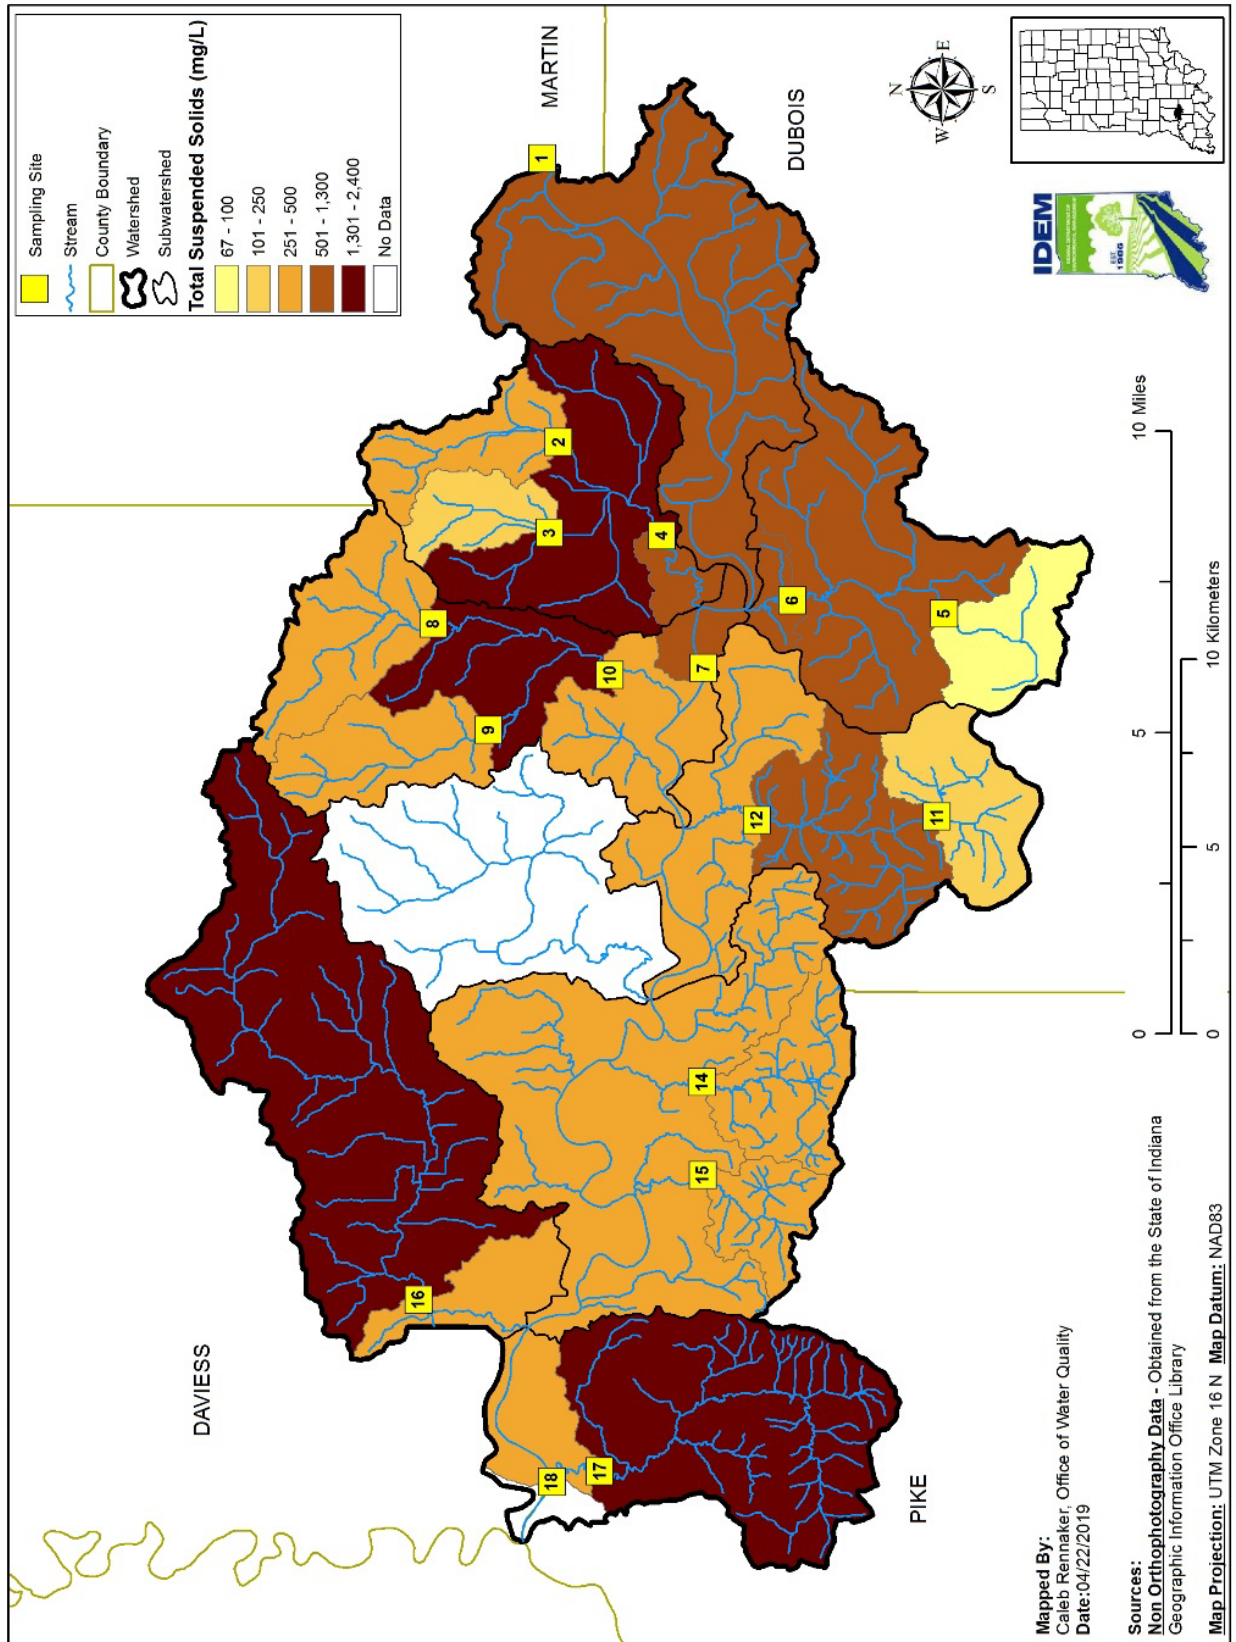 Sampling Site
Stream
County Boundary
Watershed
Subwatershed
Total Suspended Solids (mg/L)
67 - 100
101 - 250
251 - 500
501 - 1,300
1,301 - 2,400
No Data
DAVIESS
MARTIN
DUBOIS
PIKE
1
2
3
4
5
6
7
8
9
10
11
12
14
15
16
17
18
N
W
E
S
IDEM
EST
1986
0
5
10 Miles
0
5
10 Kilometers
Mapped By:
Caleb Rennaker, Office of Water Quality
Date:04/22/2019
Sources:
Non Orthophotography Data - Obtained from the State of Indiana
Geographic Information Office Library
Map Projection: UTM Zone 16 N Map Datum: NAD83